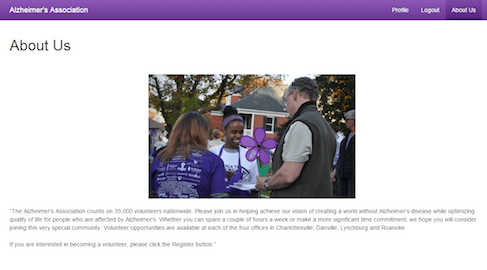 Alzheimer's Association
Profile Logout About Us
About Us
"The Alzheimer's Association counts on 35,000 volunteers nationwide. Please join us in helping achieve our vision of creating a world without Alzheimer's disease while optimizing
quality of life for people who are affected by Alzheimer's. Whether you can spare a couple of hours a week or make a more significant time commitment, we hope you will consider
joining this very special community. Volunteer opportunities are available at each of the four offices in Charlottesville, Danville, Lynchburg and Roanoke.
If you are interested in becoming a volunteer, please click the Register button."